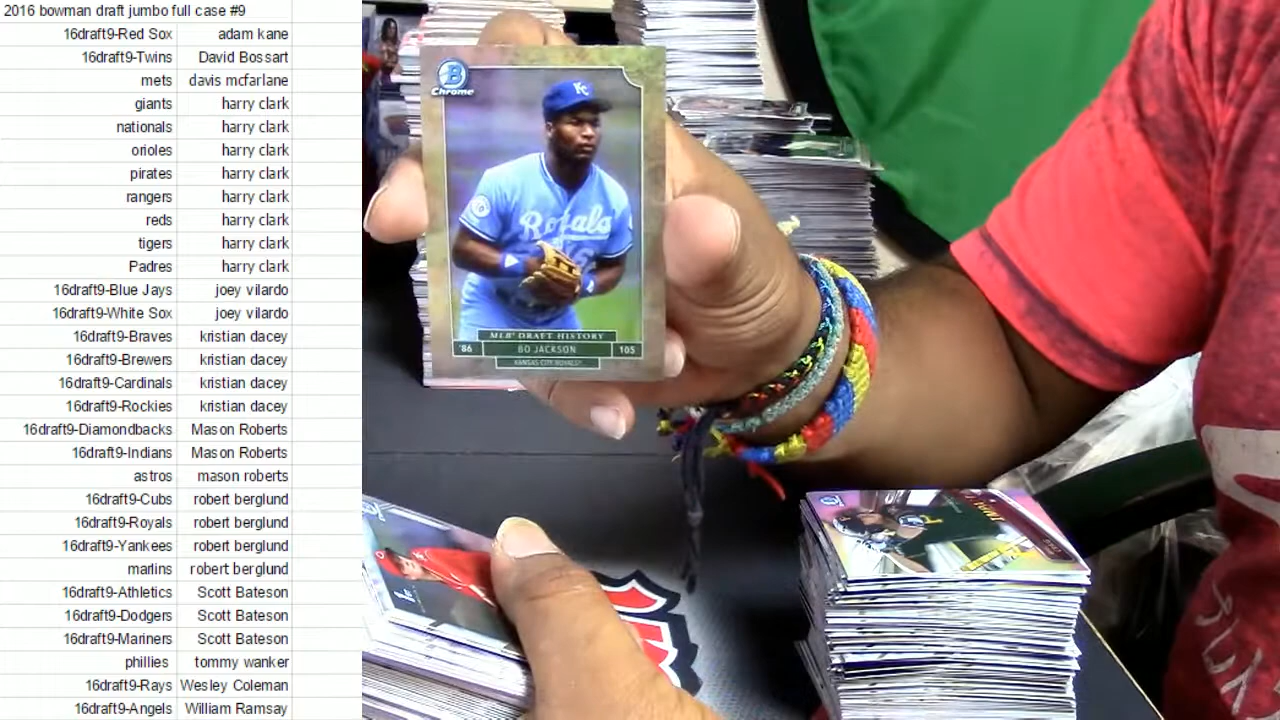 2016 bowman draft jumbo full case #9
16draft9-Red Sox adam kane
16draft9-Twins David Bossart
mets davis mcfarlane
giants harry clark
nationals harry clark
orioles harry clark
pirates harry clark
rangers harry clark
reds harry clark
tigers harry clark
Padres harry clark
16draft9-Blue Jays joey vilardo
16draft9-White Sox joey vilardo
16draft9-Braves kristian dacey
16draft9-Brewers kristian dacey
16draft9-Cardinals kristian dacey
16draft9-Rockies kristian dacey
16draft9-Diamondbacks Mason Roberts
16draft9-Indians Mason Roberts
astros mason roberts
16draft9-Cubs robert berglund
16draft9-Royals robert berglund
16draft9-Yankees robert berglund
marlins robert berglund
16draft9-Athletics Scott Bateson
16draft9-Dodgers Scott Bateson
16draft9-Mariners Scott Bateson
phillies tommy wanker
16draft9-Rays Wesley Coleman
16draft9-Angels William Ramsay
B
Chrome
KC
Royals
MLB® DRAFT HISTORY
'86 BO JACKSON 105
KANSAS CITY ROYALS®